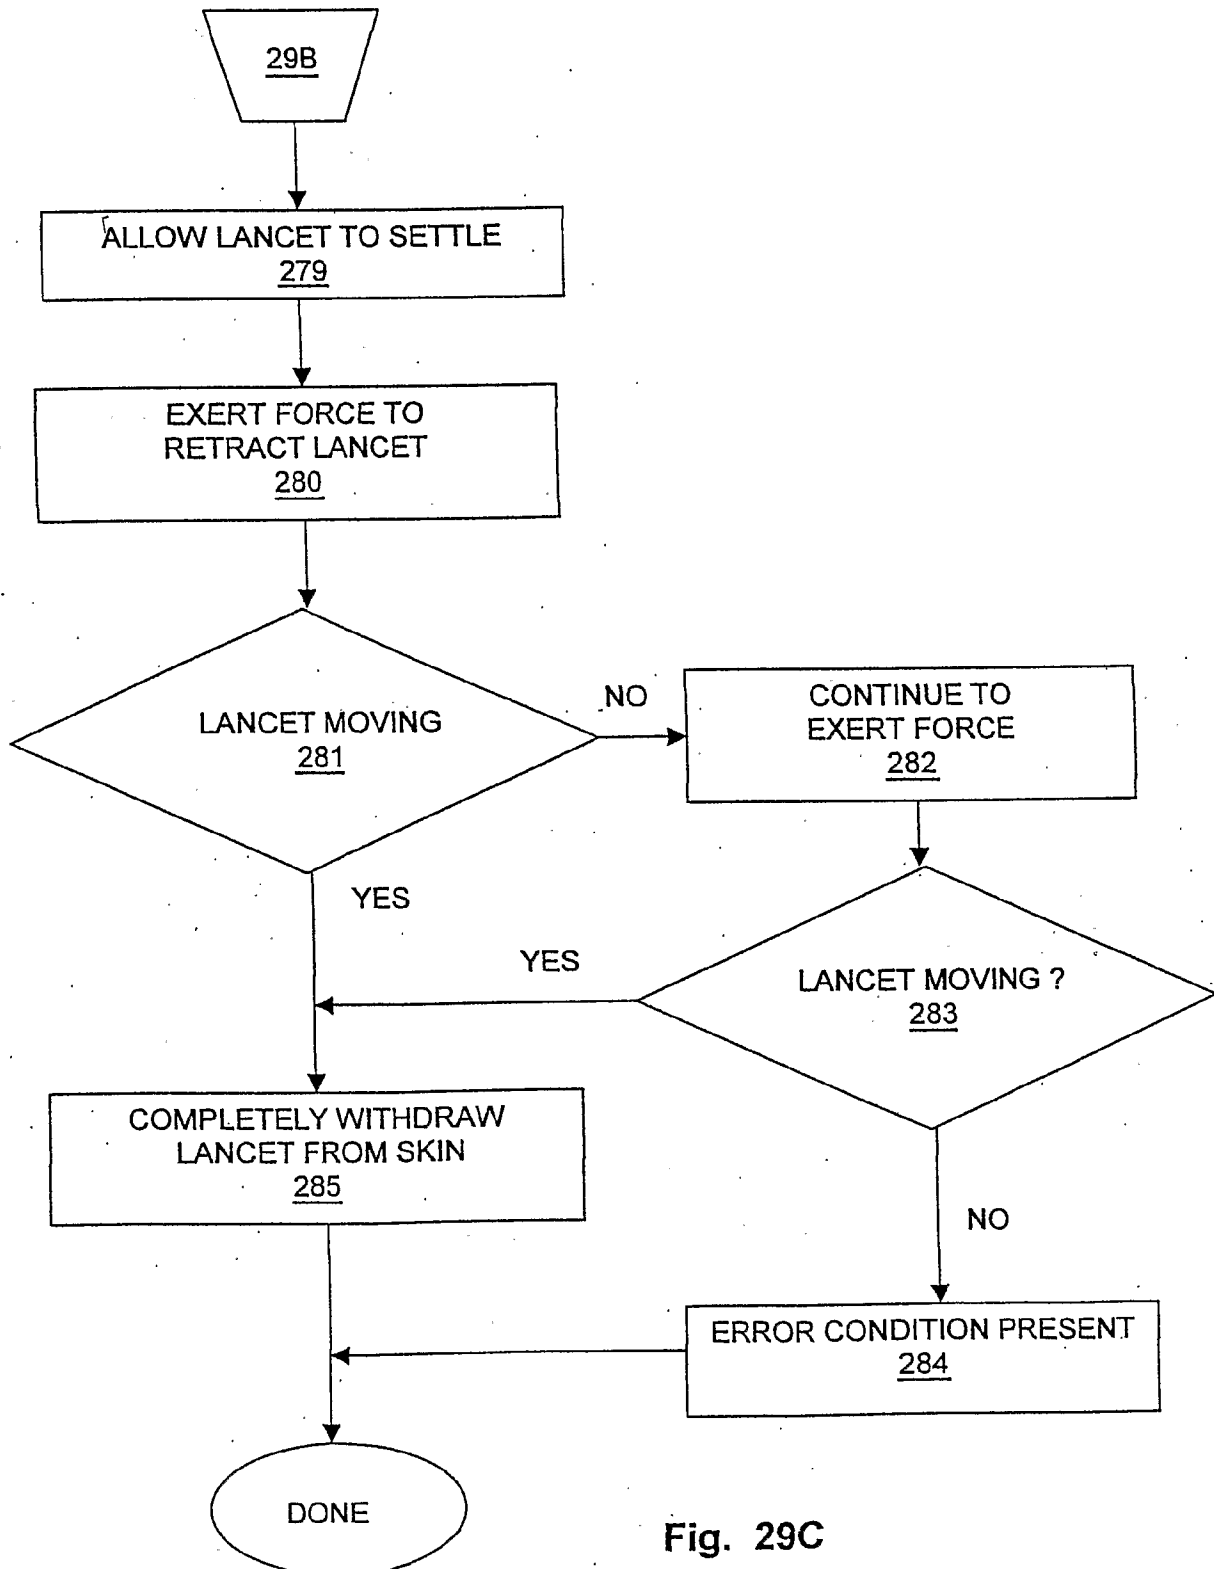 29B
ALLOW LANCET TO SETTLE
279
EXERT FORCE TO
RETRACT LANCET
280
LANCET MOVING
281
NO
CONTINUE TO
EXERT FORCE
282
YES
YES
LANCET MOVING ?
283
COMPLETELY WITHDRAW
LANCET FROM SKIN
285
NO
ERROR CONDITION PRESENT
284
DONE
Fig. 29C